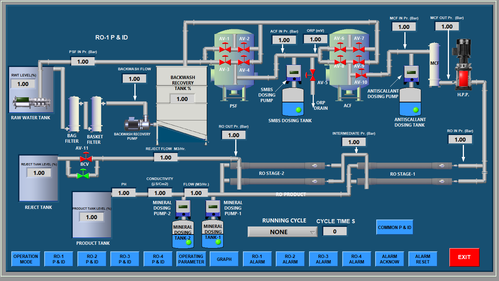 RO-1 P & ID
PSF IN Pr. (Bar)
1.00
RWT LEVEL(%)
1.00
RAW WATER TANK
BAG FILTER
BASKET FILTER
BACKWASH FLOW
1.00
BACKWASH RECOVERY PUMP
BACKWASH RECOVERY TANK %
1.00
AV-1
AV-2
AV-3
AV-4
AV-5
1.00
PSF
ACF IN Pr. (Bar)
1.00
ORP (mV)
1.00
SMBS DOSING PUMP
SMBS DOSING TANK
ORP DRAIN
AV-6
AV-7
AV-10
1.00
ACF
MCF IN Pr. (Bar)
1.00
MCF OUT Pr. (Bar)
1.00
ANTISCALLANT DOSING PUMP
ANTISCALLANT DOSING TANK
MCF
H.P.P.
AV-11
BCV
REJECT FLOW M3/Hr.
1.00
RO OUT Pr. (Bar)
1.00
INTERMEDIATE Pr. (Bar)
1.00
RO IN Pr. (Bar)
1.00
REJECT TANK LEVEL(%)
1.00
REJECT TANK
RO STAGE-2
RO STAGE-1
PH
1.00
CONDUCTIVITY
1.00
FLOW (M3/Hr.)
1.00
RO PRODUCT
PRODUCT TANK LEVEL (%)
1.00
PRODUCT TANK
MINERAL DOSING PUMP-2
MINERAL DOSING PUMP-1
MINERAL DOSING TANK-2
MINERAL DOSING TANK-1
RUNNING CYCLE
NONE
CYCLE TIME S
0
COMMON P & ID
OPERATION MODE
RO-1 P & ID
RO-2 P & ID
RO-3 P & ID
RO-4 P & ID
OPERATING PARAMETER
GRAPH
RO-1 ALARM
RO-2 ALARM
RO-3 ALARM
RO-4 ALARM
ALARM ACKNOW
ALARM RESET
EXIT